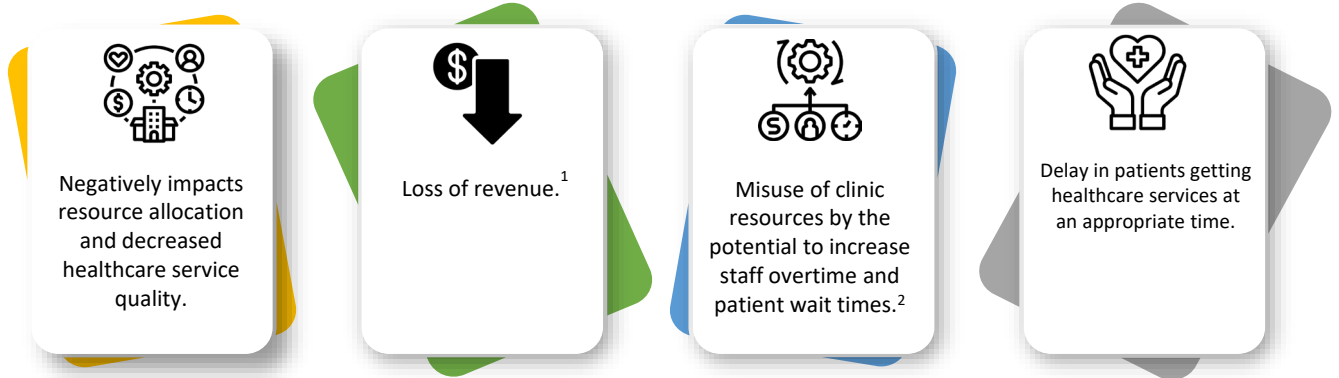 Negatively impacts
resource allocation
and decreased
healthcare service
quality.
$
Loss of revenue.1
$
S
Misuse of clinic
resources by the
potential to increase
staff overtime and
patient wait times.2
Delay in patients getting
healthcare services at
an appropriate time.